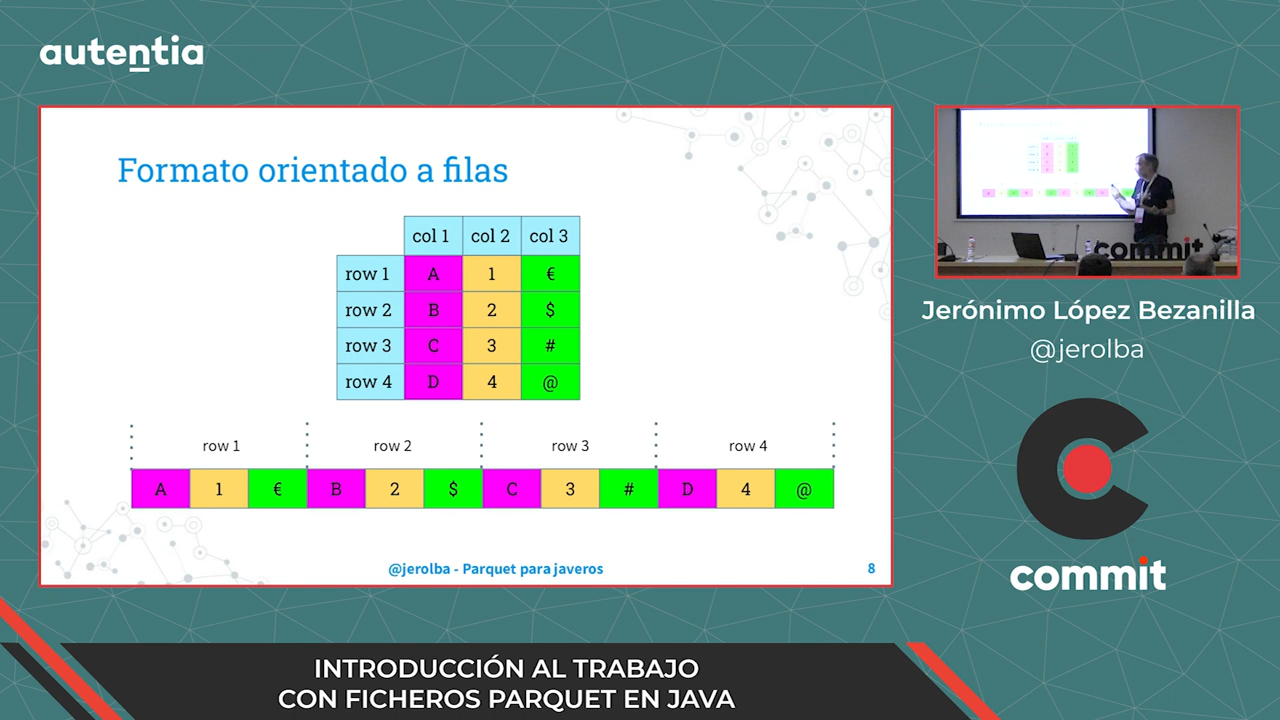 autentia
Formato orientado a filas
col 1 col 2 col 3
row 1 A 1 €
row 2 B 2 $
row 3 C 3 #
row 4 D 4 @
row 1 row 2 row 3 row 4
A 1 € B 2 $ C 3 # D 4 @
@jerolba - Parquet para javeros 8
commit
Jerónimo López Bezanilla
@jerolba
commit
INTRODUCCIÓN AL TRABAJO
CON FICHEROS PARQUET EN JAVA